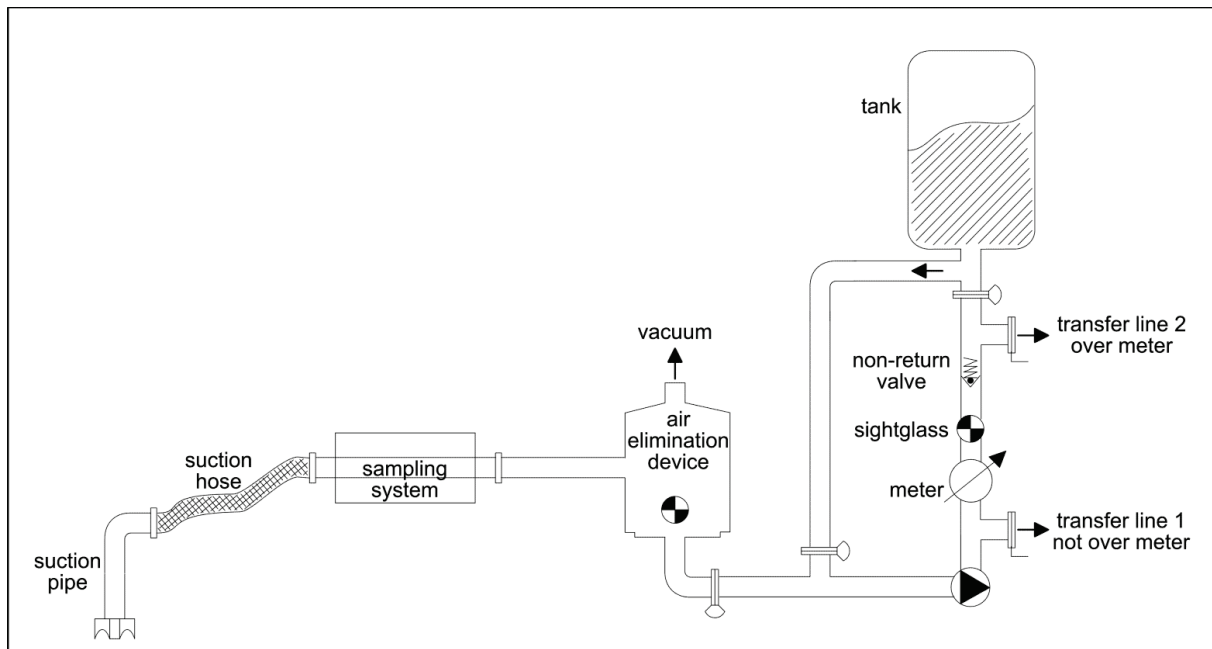 tank
transfer line 2
over meter
vacuum
non-return
valve
air
elimination
device
sightglass
suction
hose
sampling
system
meter
transfer line 1
not over meter
suction
pipe